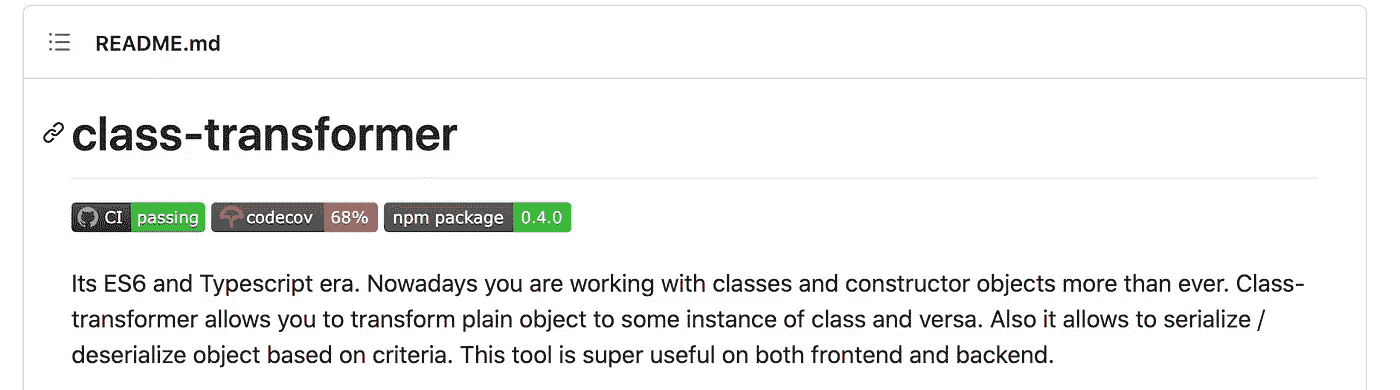 README.md
class-transformer
CI passing codecov 68% npm package 0.4.0
Its ES6 and Typescript era. Nowadays you are working with classes and constructor objects more than ever. Class-
transformer allows you to transform plain object to some instance of class and versa. Also it allows to serialize /
deserialize object based on criteria. This tool is super useful on both frontend and backend.